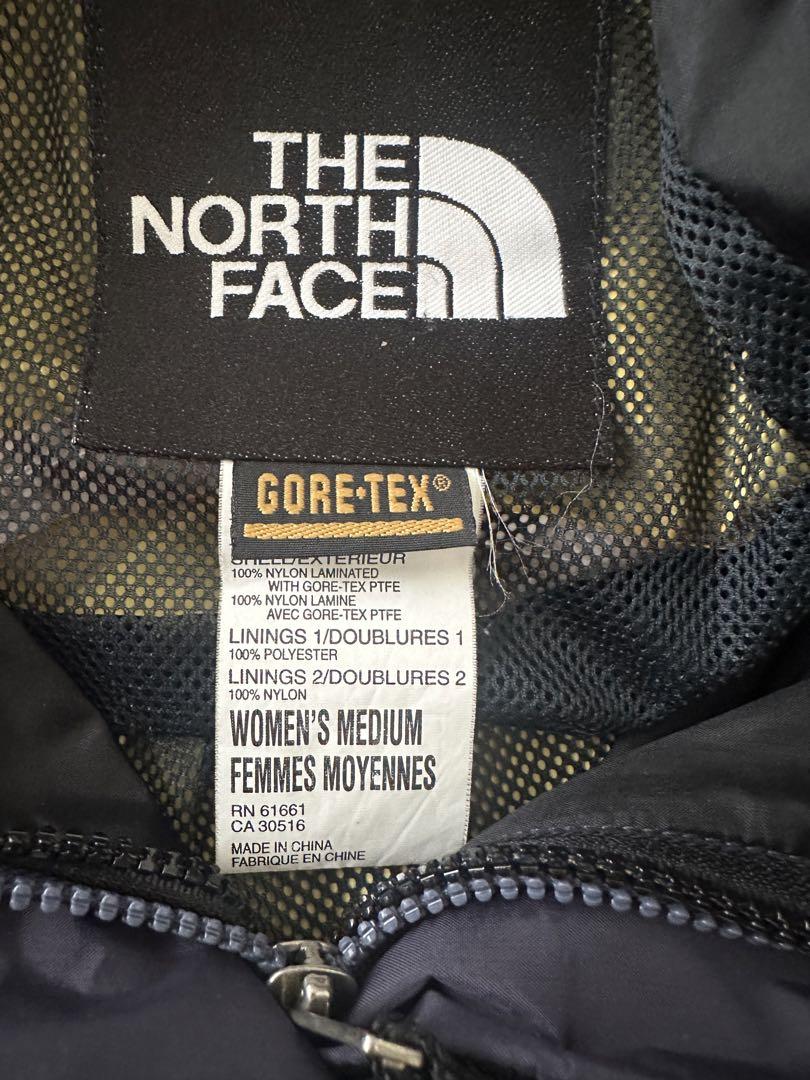 THE
NORTH
FACE
GORE-TEX®
SHELL/EXTERIEUR
100% NYLON LAMINATED
WITH GORE-TEX PTFE
100% NYLON LAMINE
AVEC GORE-TEX PTFE
LININGS 1/DOUBLURES 1
100% POLYESTER
LININGS 2/DOUBLURES 2
100% NYLON
WOMEN'S MEDIUM
FEMMES MOYENNES
RN 61661
CA 30516
MADE IN CHINA
FABRIQUE EN CHINE